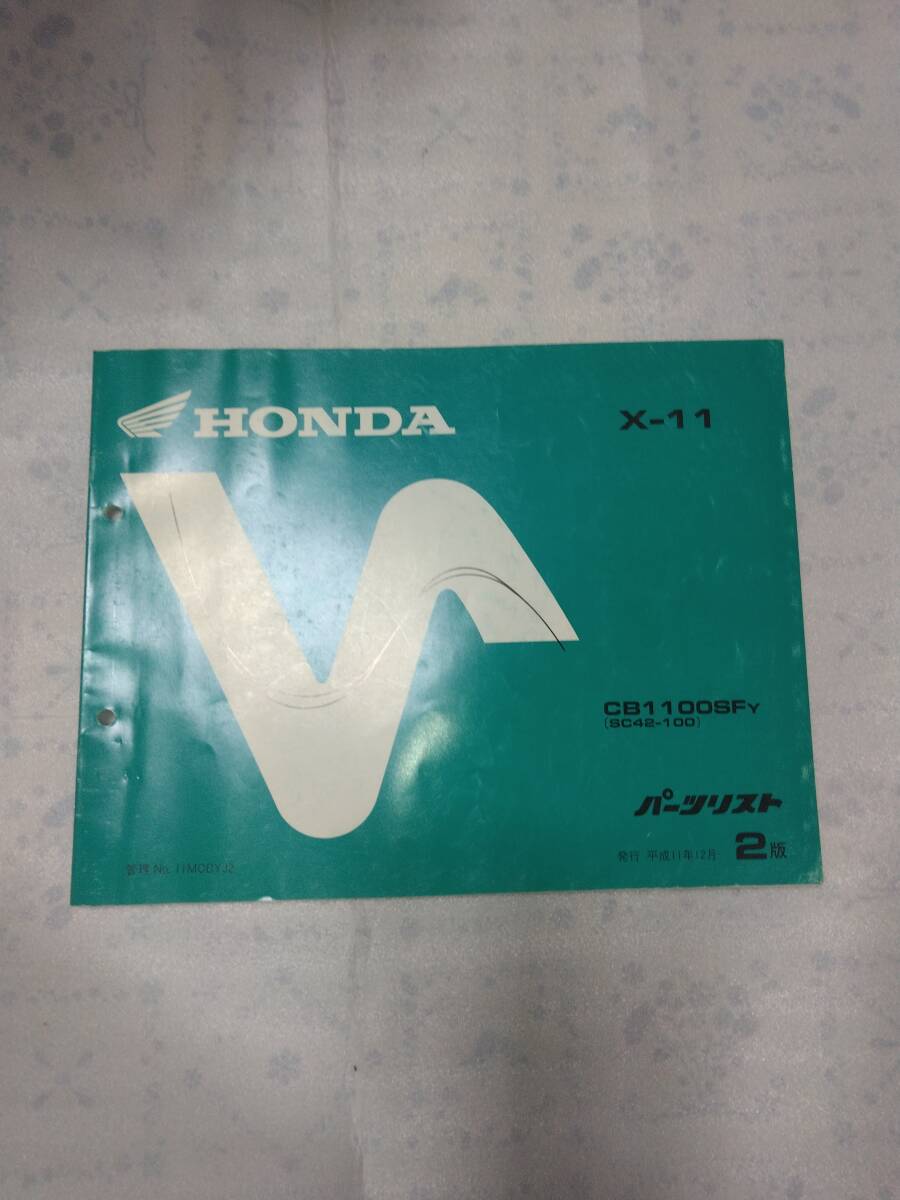 HONDA
X-11
CB1100SFY
(SC42-100)
パーツリスト
発行 平成11年12月 2版
管理 No. 11MCBYJ2